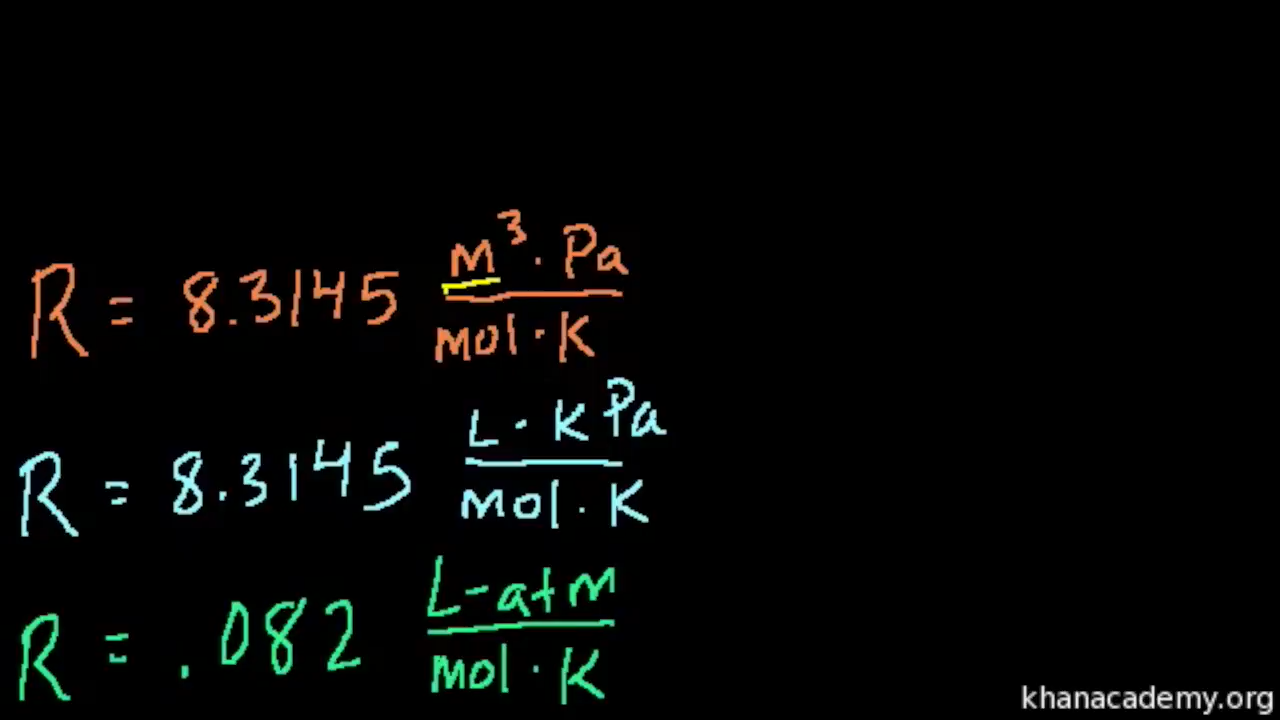 R = 8.3145 m³ · Pa / mol · K
R = 8.3145 L · kPa / mol · K
R = .082 L-atm / mol · K
khanacademy.org